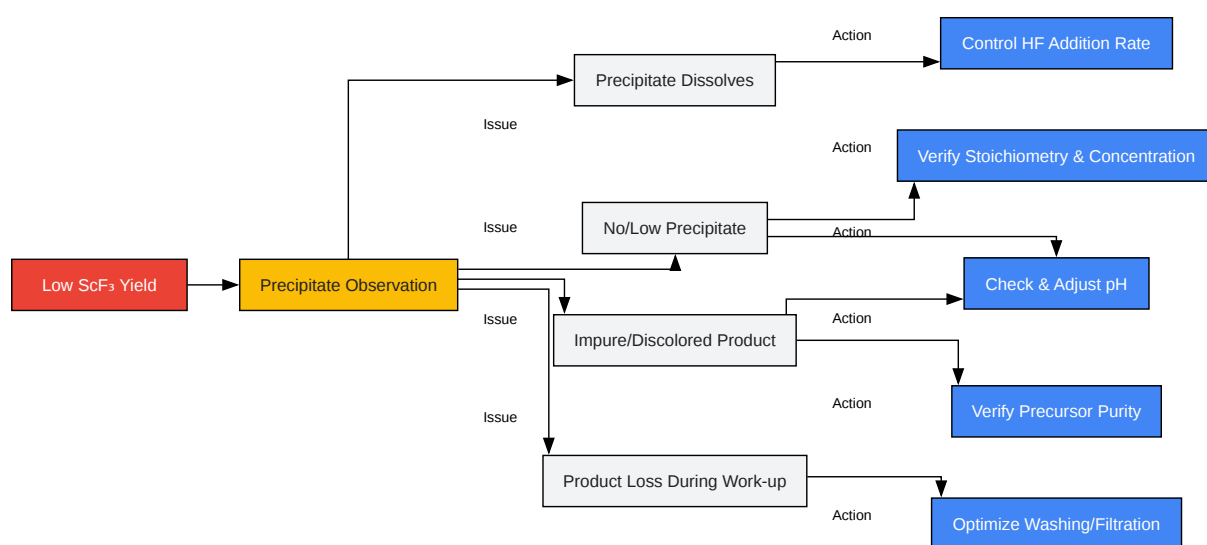 Action
Control HF Addition Rate
Precipitate Dissolves
Issue
Action
Verify Stoichiometry & Concentration
Issue
No/Low Precipitate
Action
Low ScF₃ Yield
Precipitate Observation
Check & Adjust pH
Issue
Action
Impure/Discolored Product
Action
Verify Precursor Purity
Issue
Product Loss During Work-up
Action
Optimize Washing/Filtration